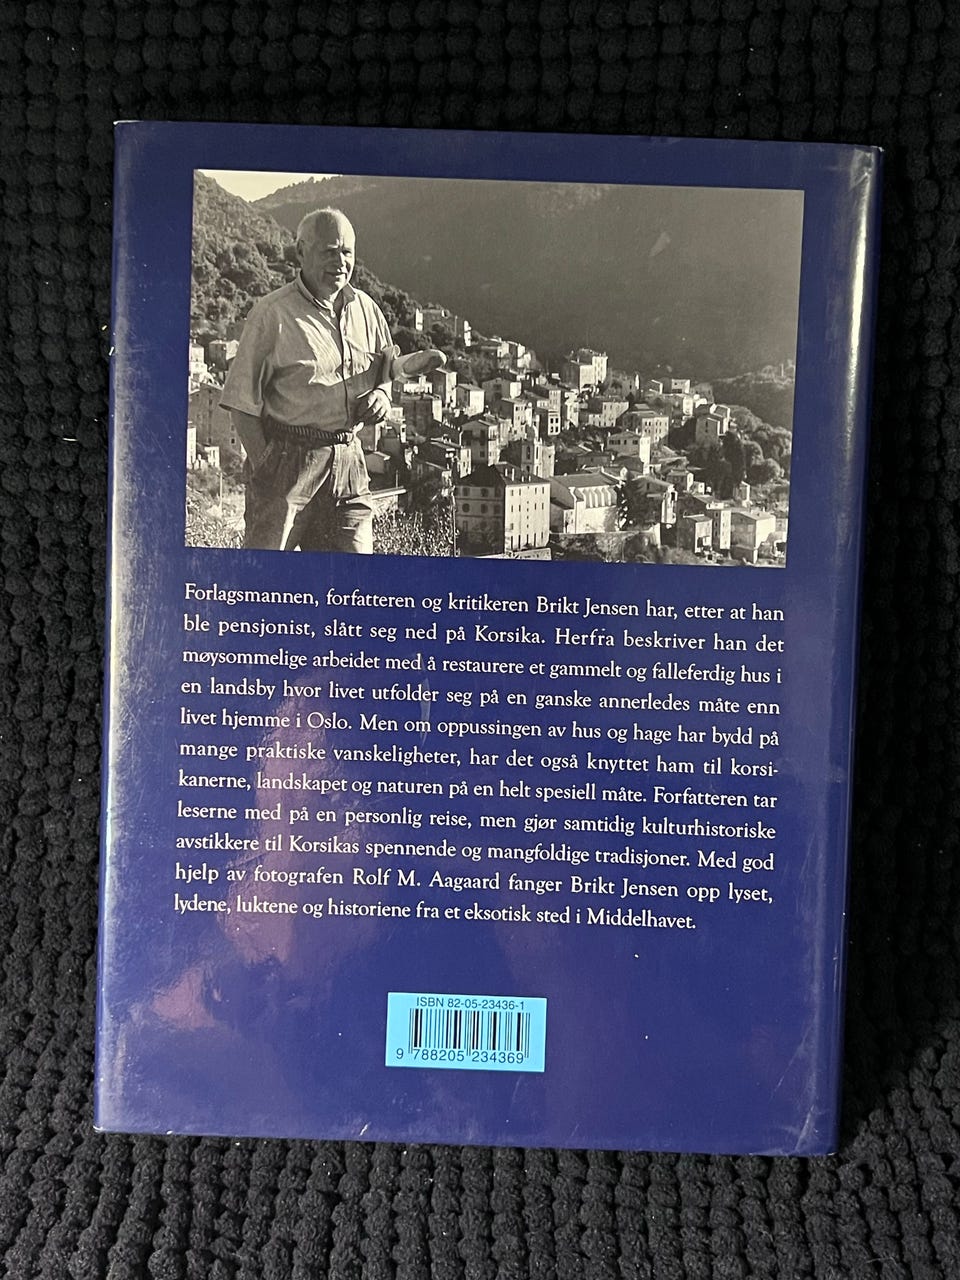 Forlagsmannen, forfatteren og kritikeren Brikt Jensen har, etter at han
ble pensjonist, slått seg ned på Korsika. Herfra beskriver han det
møysommelige arbeidet med å restaurere et gammelt og falleferdig hus i
en landsby hvor livet utfolder seg på en ganske annerledes måte enn
livet hjemme i Oslo. Men om oppussingen av hus og hage har bydd på
mange praktiske vanskeligheter, har det også knyttet ham til korsi-
kanerne, landskapet og naturen på en helt spesiell måte. Forfatteren tar
leserne med på en personlig reise, men gjør samtidig kulturhistoriske
avstikkere til Korsikas spennende og mangfoldige tradisjoner. Med god
hjelp av fotografen Rolf M. Aagaard fanger Brikt Jensen opp lyset,
lydene, luktene og historiene fra et eksotisk sted i Middelhavet.
ISBN 82-05-23436-1
9 788205 234369